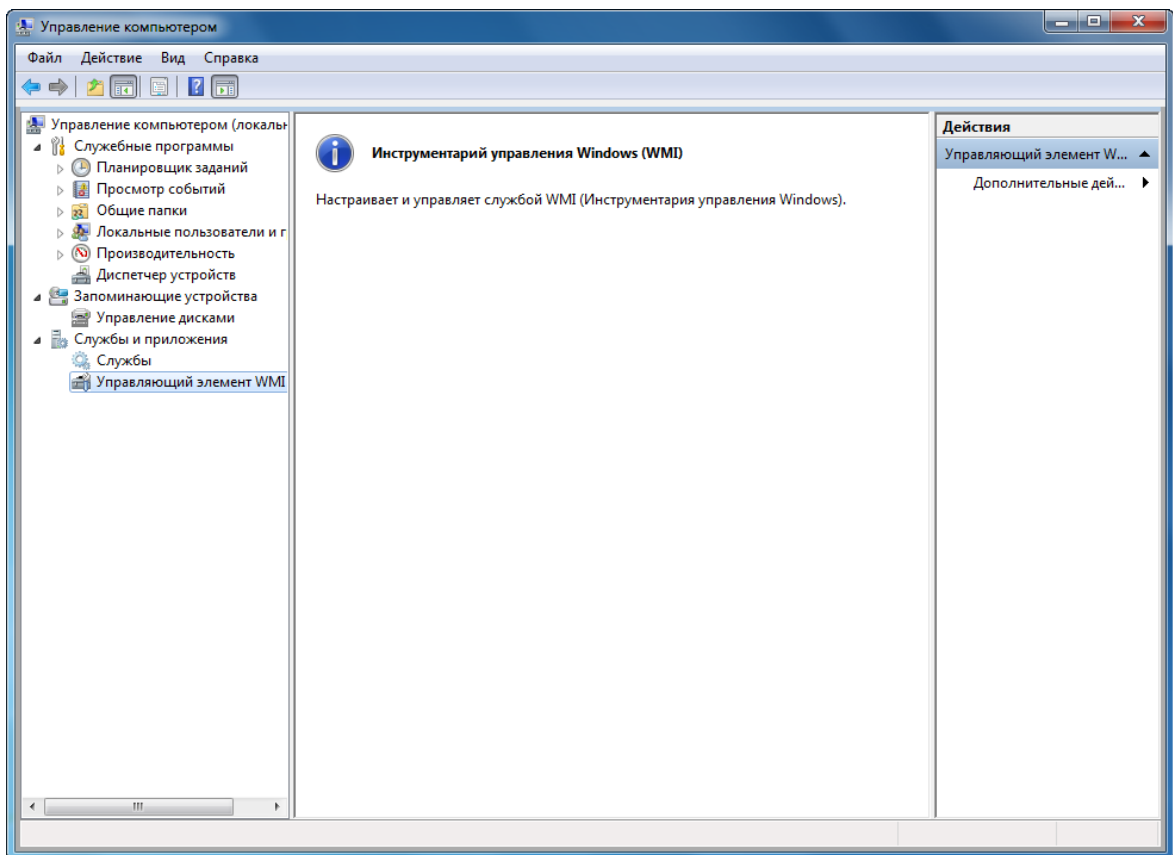 Управление компьютером
Файл Действие Вид Справка
Управление компьютером (локальн
Служебные программы
Планировщик заданий
Просмотр событий
Общие папки
Локальные пользователи и г
Производительность
Диспетчер устройств
Запоминающие устройства
Управление дисками
Службы и приложения
Службы
Управляющий элемент WMI
Инструментарий управления Windows (WMI)
Настраивает и управляет службой WMI (Инструментария управления Windows).
Действия
Управляющий элемент W...
Дополнительные дей...